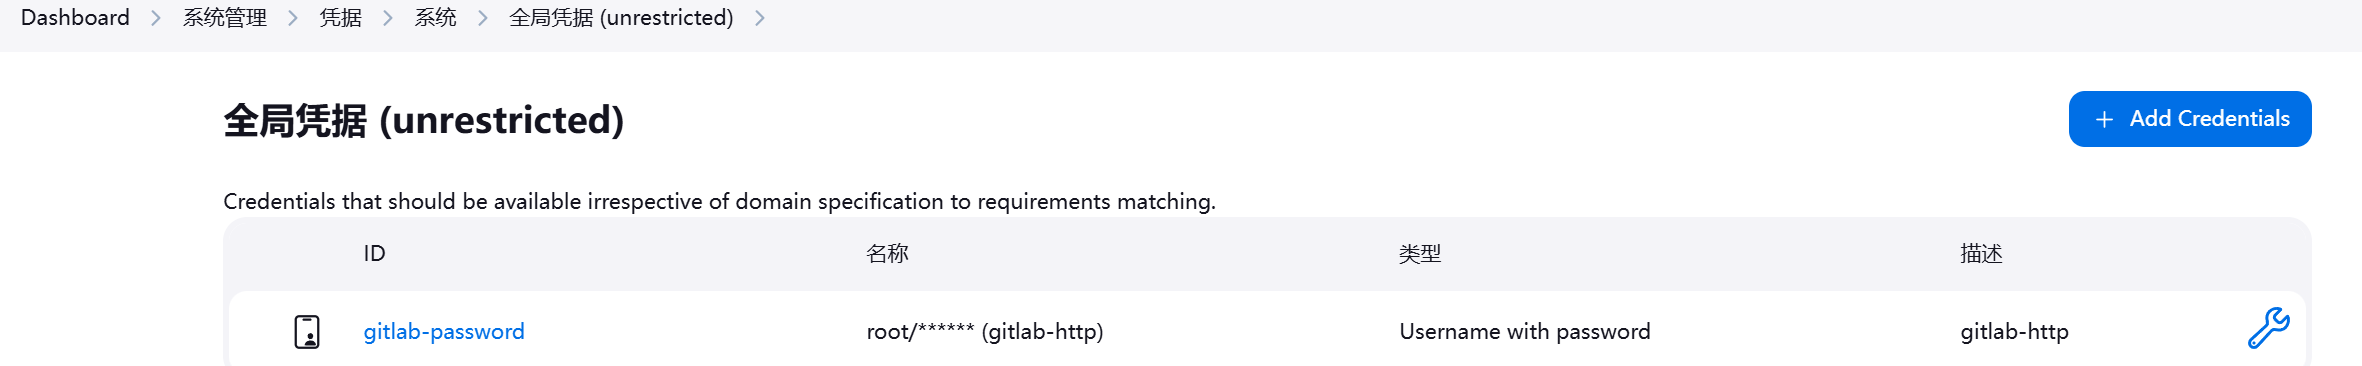 Dashboard > 系统管理 > 凭据 > 系统 > 全局凭据 (unrestricted) >
全局凭据 (unrestricted)
+ Add Credentials
Credentials that should be available irrespective of domain specification to requirements matching.
ID 名称 类型 描述
gitlab-password root/****** (gitlab-http) Username with password gitlab-http